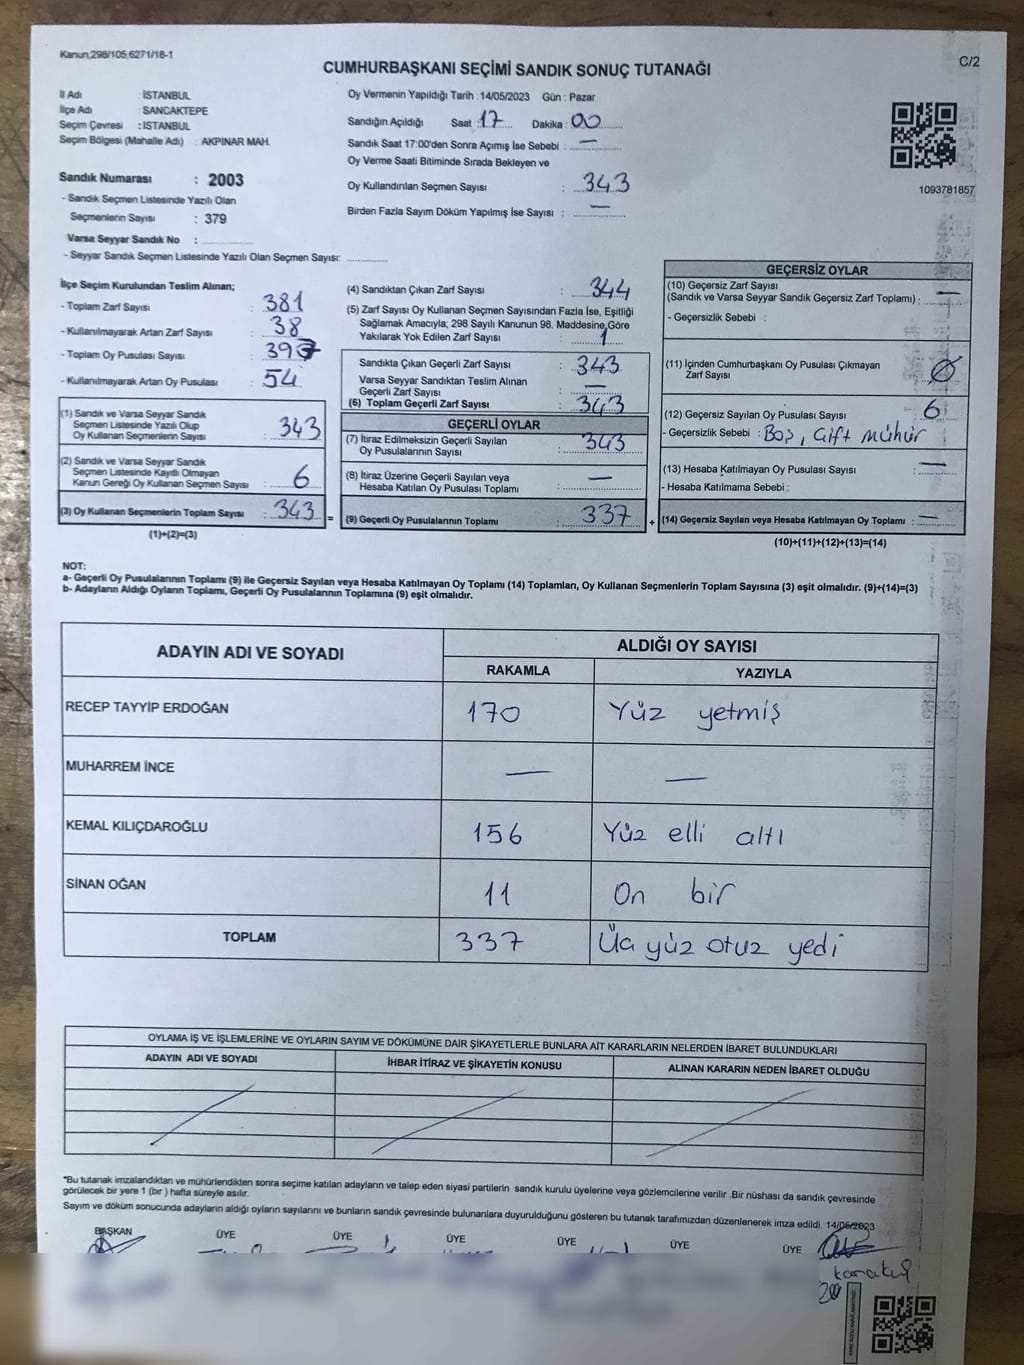 Kanun,298/105,6271/18-1
C/2
CUMHURBAŞKANI SEÇİMİ SANDIK SONUÇ TUTANAĞI
İl Adı : İSTANBUL
İlçe Adı : SANCAKTEPE
Seçim Çevresi : İSTANBUL
Seçim Bölgesi (Mahalle Adı) : AKPINAR MAH.
Sandık Numarası : 2003
- Sandık Seçmen Listesinde Yazılı Olan
Seçmenlerin Sayısı : 379
Varsa Seyyar Sandık No :
- Seyyar Sandık Seçmen Listesinde Yazılı Olan Seçmen Sayısı:
Oy Vermenin Yapıldığı Tarih : 14/05/2023 Gün : Pazar
Sandığın Açıldığı Saat : 17 Dakika : 00
Sandık Saat 17:00'den Sonra Açımış İse Sebebi : —
Oy Verme Saati Bitiminde Sırada Bekleyen ve
Oy Kullandırılan Seçmen Sayısı : 343
Birden Fazla Sayım Döküm Yapılmış İse Sayısı : —
1093781857
İlçe Seçim Kurulundan Teslim Alınan;
- Toplam Zarf Sayısı : 381
- Kullanılmayarak Artan Zarf Sayısı : 38
- Toplam Oy Pusulası Sayısı : 397
- Kullanılmayarak Artan Oy Pusulası : 54
(1) Sandık ve Varsa Seyyar Sandık
Seçmen Listesinde Yazılı Olup
Oy Kullanan Seçmenlerin Sayısı : 343
(2) Sandık ve Varsa Seyyar Sandık
Seçmen Listesinde Kayıtlı Olmayan
Kanun Gereği Oy Kullanan Seçmen Sayısı : 6
(3) Oy Kullanan Seçmenlerin Toplam Sayısı : 343 =
(1)+(2)=(3)
(4) Sandıktan Çıkan Zarf Sayısı : 344
(5) Zarf Sayısı Oy Kullanan Seçmen Sayısından Fazla İse, Eşitliği
Sağlamak Amacıyla; 298 Sayılı Kanunun 98. Maddesine Göre
Yakılarak Yok Edilen Zarf Sayısı : 1
Sandıkta Çıkan Geçerli Zarf Sayısı : 343
Varsa Seyyar Sandıktan Teslim Alınan
Geçerli Zarf Sayısı : —
(6) Toplam Geçerli Zarf Sayısı : 343
GEÇERLİ OYLAR
(7) İtiraz Edilmeksizin Geçerli Sayılan
Oy Pusulalarının Sayısı : 343
(8) İtiraz Üzerine Geçerli Sayılan veya
Hesaba Katılan Oy Pusulası Toplamı : —
(9) Geçerli Oy Pusulalarının Toplamı : 337 +
GEÇERSİZ OYLAR
(10) Geçersiz Zarf Sayısı
(Sandık ve Varsa Seyyar Sandık Geçersiz Zarf Toplamı) : —
- Geçersizlik Sebebi :
(11) İçinden Cumhurbaşkanı Oy Pusulası Çıkmayan
Zarf Sayısı : Ø
(12) Geçersiz Sayılan Oy Pusulası Sayısı : 6
- Geçersizlik Sebebi : Boş, Çift mühür
(13) Hesaba Katılmayan Oy Pusulası Sayısı : —
- Hesaba Katılmama Sebebi :
(14) Geçersiz Sayılan veya Hesaba Katılmayan Oy Toplamı : —
(10)+(11)+(12)+(13)=(14)
NOT:
a- Geçerli Oy Pusulalarının Toplamı (9) ile Geçersiz Sayılan veya Hesaba Katılmayan Oy Toplamı (14) Toplamları, Oy Kullanan Seçmenlerin Toplam Sayısına (3) eşit olmalıdır. (9)+(14)=(3)
b- Adayların Aldığı Oyların Toplamı, Geçerli Oy Pusulalarının Toplamına (9) eşit olmalıdır.
ADAYIN ADI VE SOYADI
ALDIĞI OY SAYISI
RAKAMLA YAZIYLA
RECEP TAYYİP ERDOĞAN 170 Yüz yetmiş
MUHARREM İNCE — —
KEMAL KILIÇDAROĞLU 156 Yüz elli altı
SİNAN OĞAN 11 On bir
TOPLAM 337 Üç yüz otuz yedi
OYLAMA İŞ VE İŞLEMLERİNE VE OYLARIN SAYIM VE DÖKÜMÜNE DAİR ŞİKAYETLERLE BUNLARA AİT KARARLARIN NELERDEN İBARET BULUNDUKLARI
ADAYIN ADI VE SOYADI İHBAR İTİRAZ VE ŞİKAYETİN KONUSU ALINAN KARARIN NEDEN İBARET OLDUĞU
"Bu tutanak imzalandıktan ve mühürlendikten sonra seçime katılan adayların ve talep eden siyasi partilerin sandık kurulu üyelerine veya gözlemcilerine verilir .Bir nüshası da sandık çevresinde
görülecek bir yere 1 (bir ) hafta süreyle asılır.
Sayım ve döküm sonucunda adayların aldığı oyların sayılarını ve bunların sandık çevresinde bulunanlara duyurulduğunu gösteren bu tutanak tarafımızdan düzenlenerek imza edildi. 14/05/2023
BAŞKAN ÜYE ÜYE ÜYE ÜYE ÜYE ÜYE